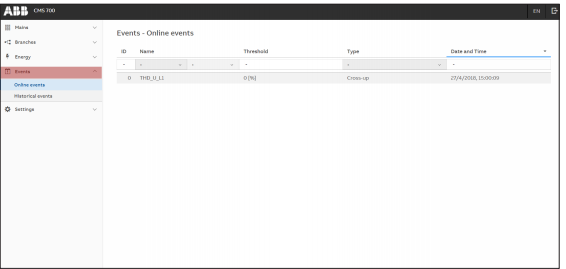 ABB CMS 700 EN
Mains
Branches
Energy
Events
Online events
Historical events
Settings
Events - Online events
ID Name Threshold Type Date and Time
- - - - - -
0 THD_U_L1 0 [%] Cross-up 27/4/2018, 15:00:00